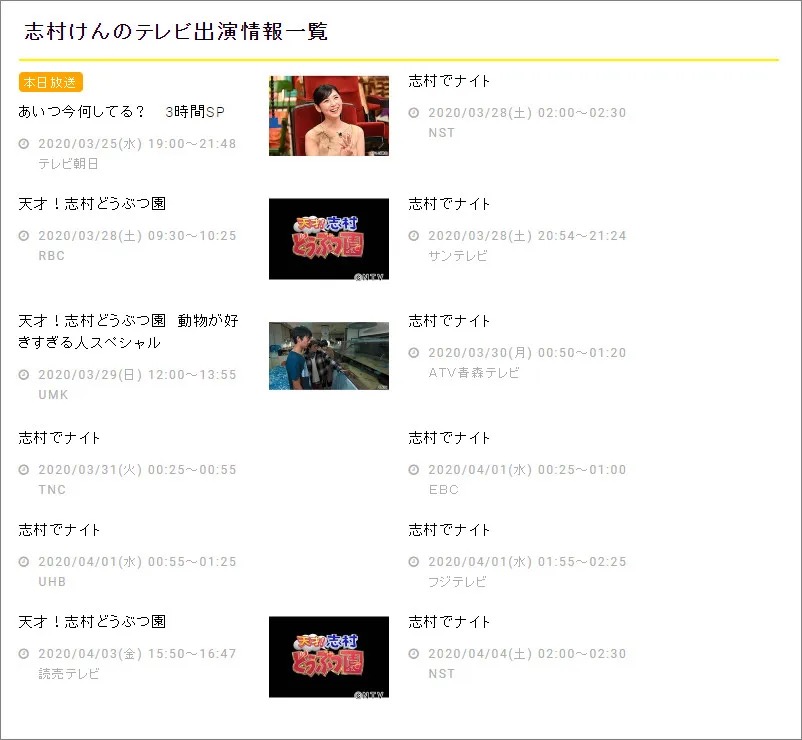 志村けんのテレビ出演情報一覧
本日放送
あいつ今何してる？　3時間SP
2020/03/25(水) 19:00～21:48
テレビ朝日
志村でナイト
2020/03/28(土) 02:00～02:30
NST
天才！志村どうぶつ園
2020/03/28(土) 09:30～10:25
RBC
天才!志村
どうぶつ園
©NTV
志村でナイト
2020/03/28(土) 20:54～21:24
サンテレビ
天才！志村どうぶつ園　動物が好
きすぎる人スペシャル
2020/03/29(日) 12:00～13:55
UMK
志村でナイト
2020/03/30(月) 00:50～01:20
ATV青森テレビ
志村でナイト
2020/03/31(火) 00:25～00:55
TNC
志村でナイト
2020/04/01(水) 00:25～01:00
EBC
志村でナイト
2020/04/01(水) 00:55～01:25
UHB
志村でナイト
2020/04/01(水) 01:55～02:25
フジテレビ
天才！志村どうぶつ園
2020/04/03(金) 15:50～16:47
読売テレビ
天才!志村
どうぶつ園
©NTV
志村でナイト
2020/04/04(土) 02:00～02:30
NST